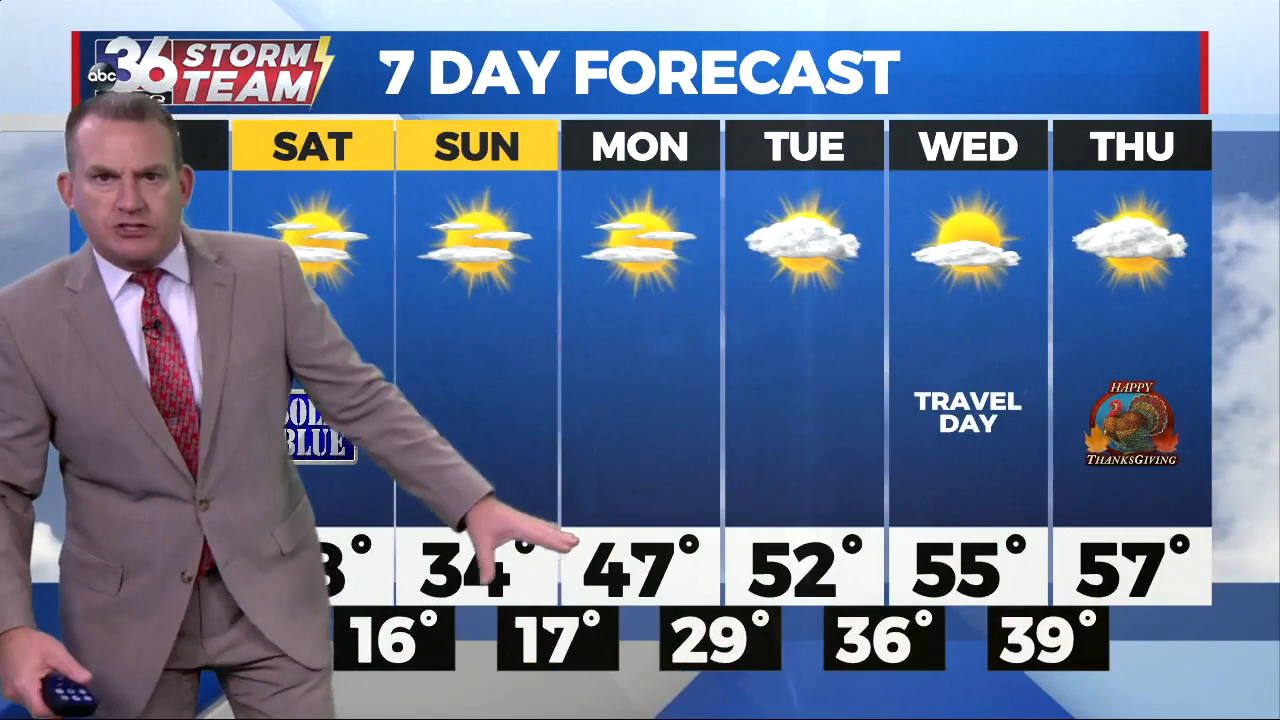 abc 36 STORM TEAM
7 DAY FORECAST
SAT SUN MON TUE WED THU
BLUE
TRAVEL
DAY
HAPPY
THANKSGIVING
34° 47° 52° 55° 57°
16° 17° 29° 36° 39°